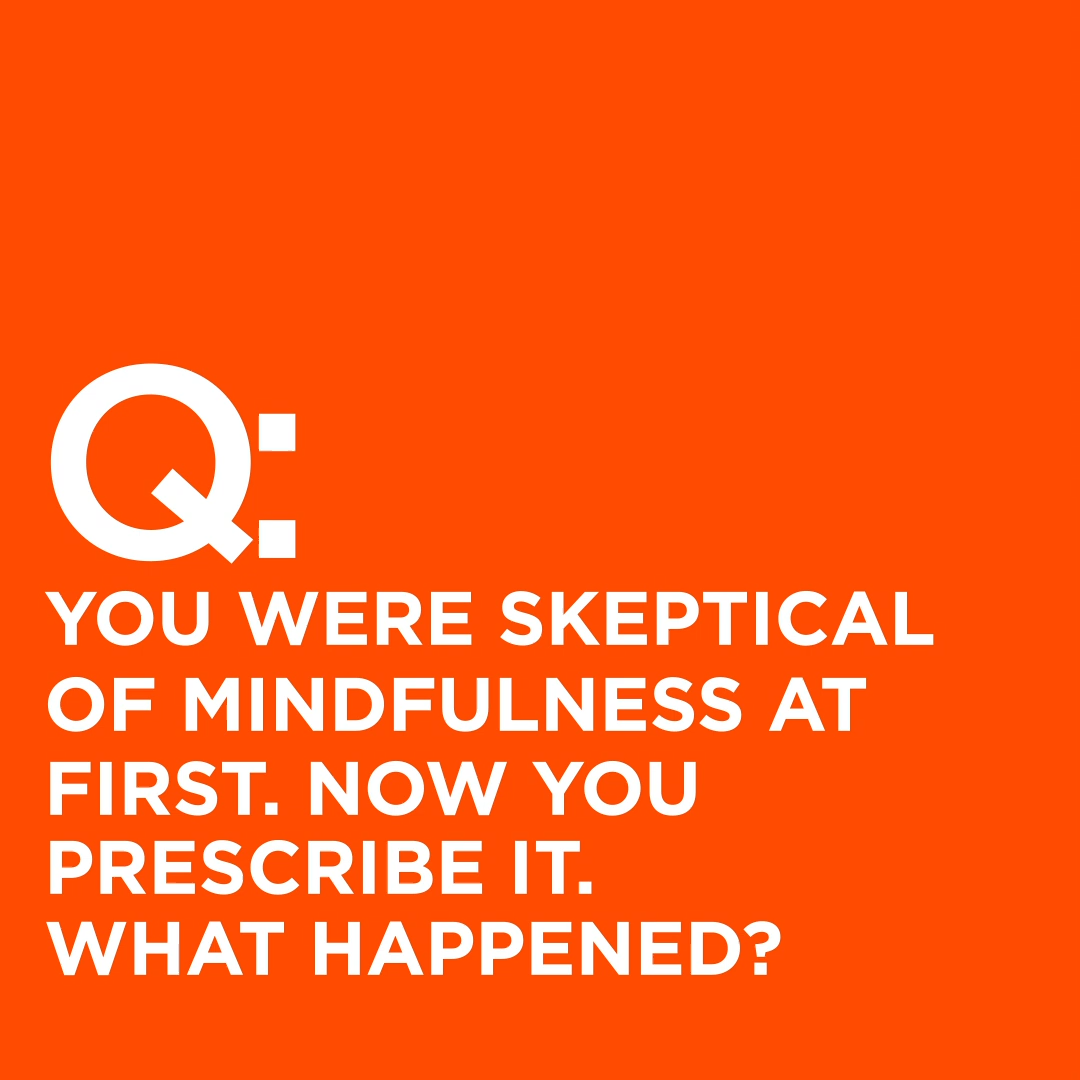 Q:
YOU WERE SKEPTICAL
OF MINDFULNESS AT
FIRST. NOW YOU
PRESCRIBE IT.
WHAT HAPPENED?